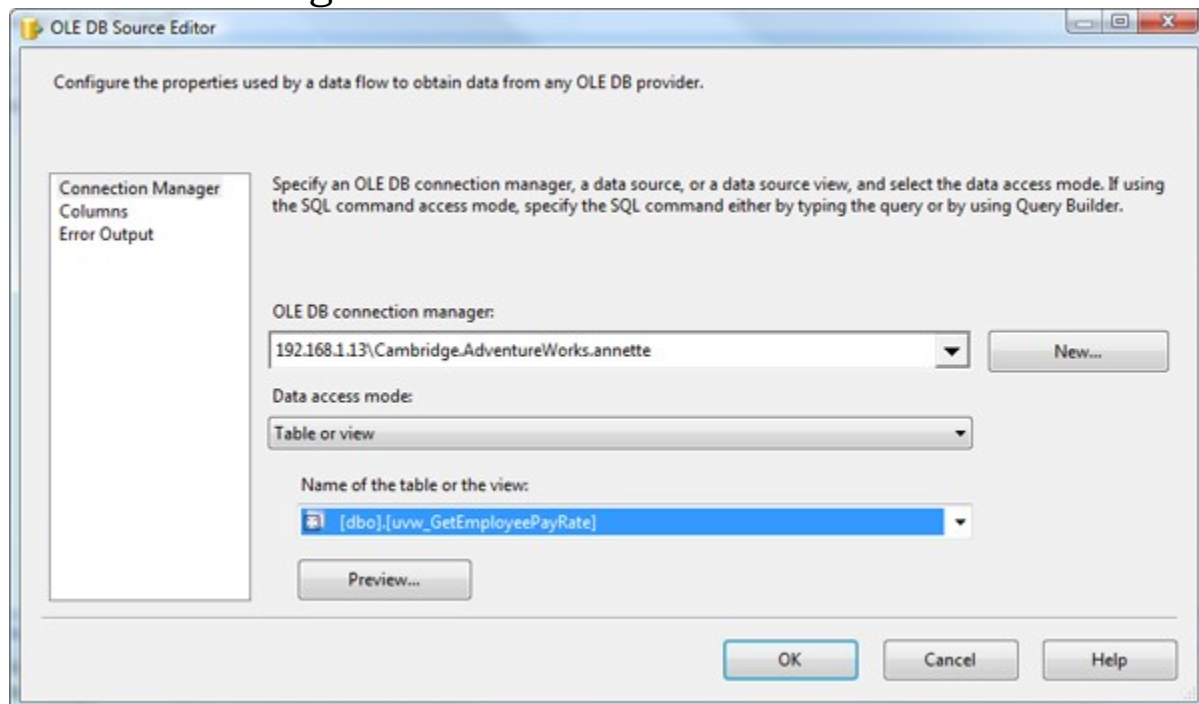 OLE DB Source Editor
Configure the properties used by a data flow to obtain data from any OLE DB provider.
Connection Manager
Columns
Error Output
Specify an OLE DB connection manager, a data source, or a data source view, and select the data access mode. If using
the SQL command access mode, specify the SQL command either by typing the query or by using Query Builder.
OLE DB connection manager:
192.168.1.13\Cambridge.AdventureWorks.annette
New...
Data access mode:
Table or view
Name of the table or the view:
[dbo].[uvw_GetEmployeePayRate]
Preview...
OK
Cancel
Help